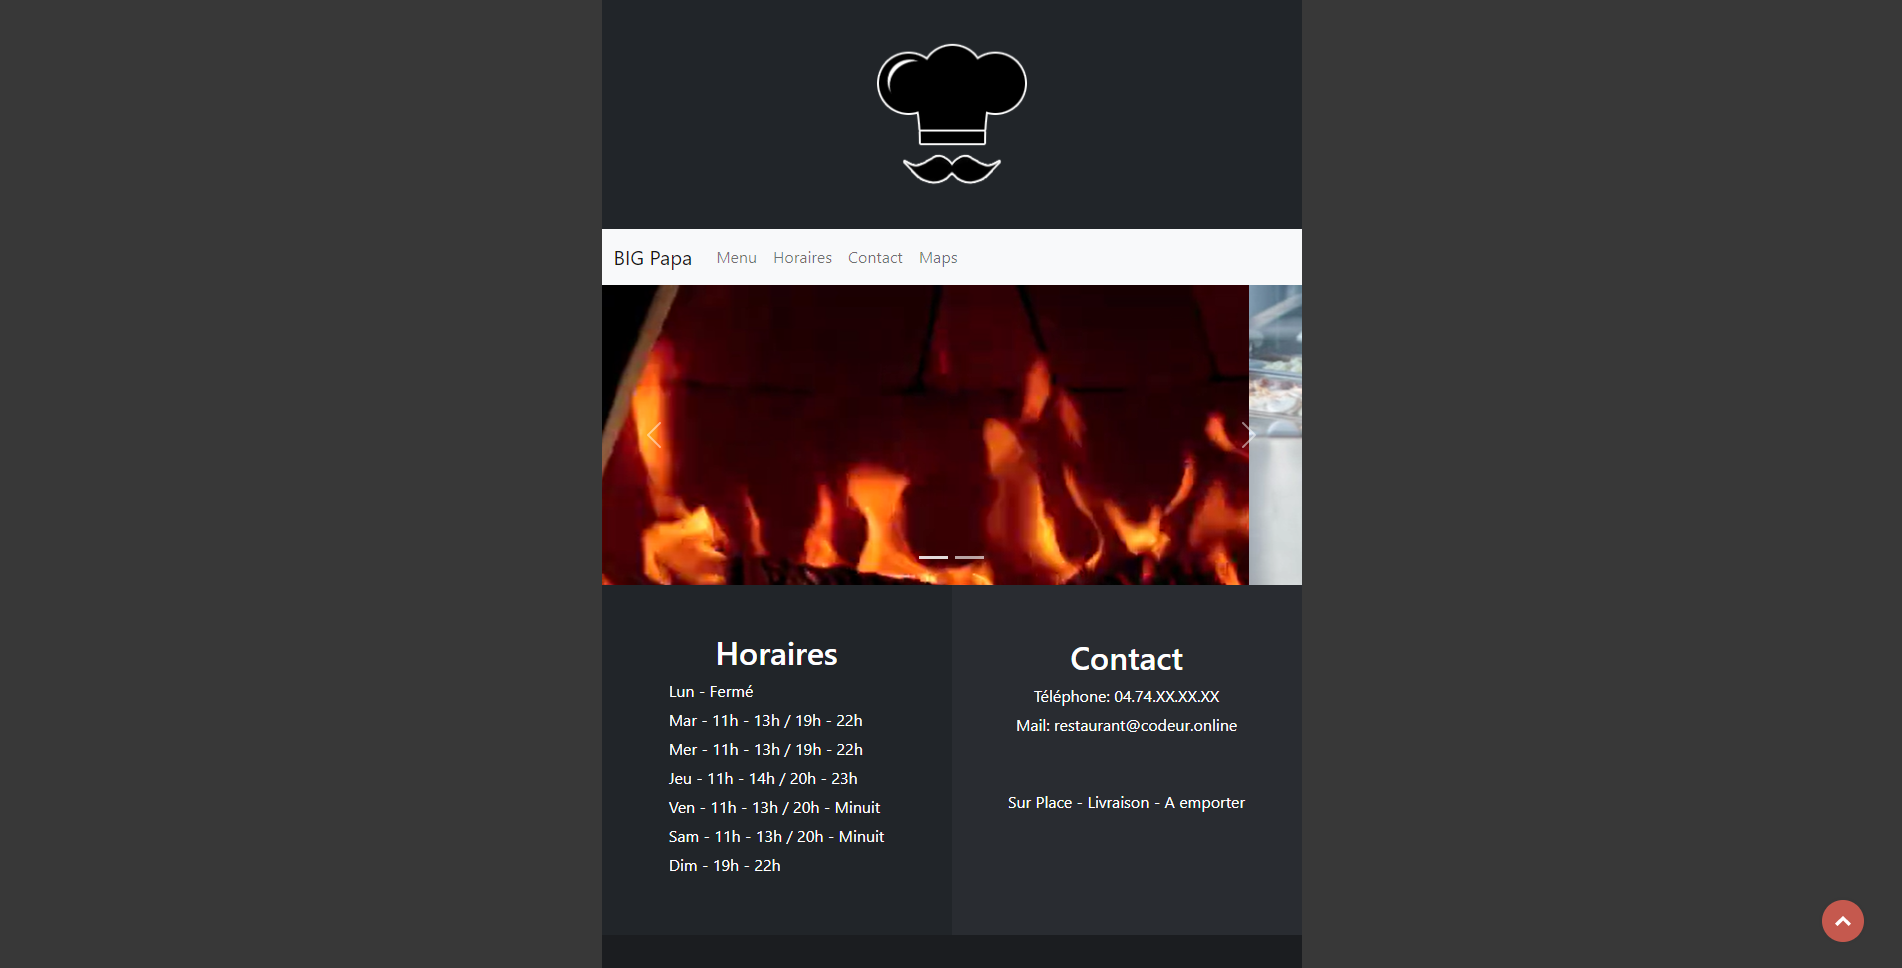 BIG Papa Menu Horaires Contact Maps
Horaires
Lun - Fermé
Mar - 11h - 13h / 19h - 22h
Mer - 11h - 13h / 19h - 22h
Jeu - 11h - 14h / 20h - 23h
Ven - 11h - 13h / 20h - Minuit
Sam - 11h - 13h / 20h - Minuit
Dim - 19h - 22h
Contact
Téléphone: 04.74.XX.XX.XX
Mail: restaurant@codeur.online
Sur Place - Livraison - A emporter